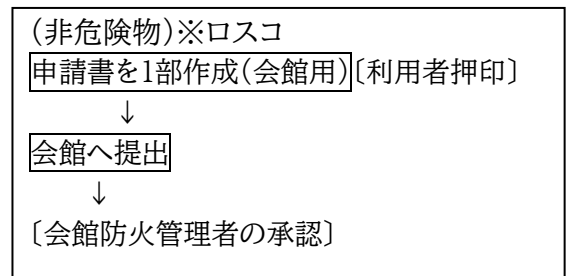 （非危険物）※ロスコ
申請書を1部作成（会館用）〔利用者押印〕
↓
会館へ提出
↓
〔会館防火管理者の承認〕